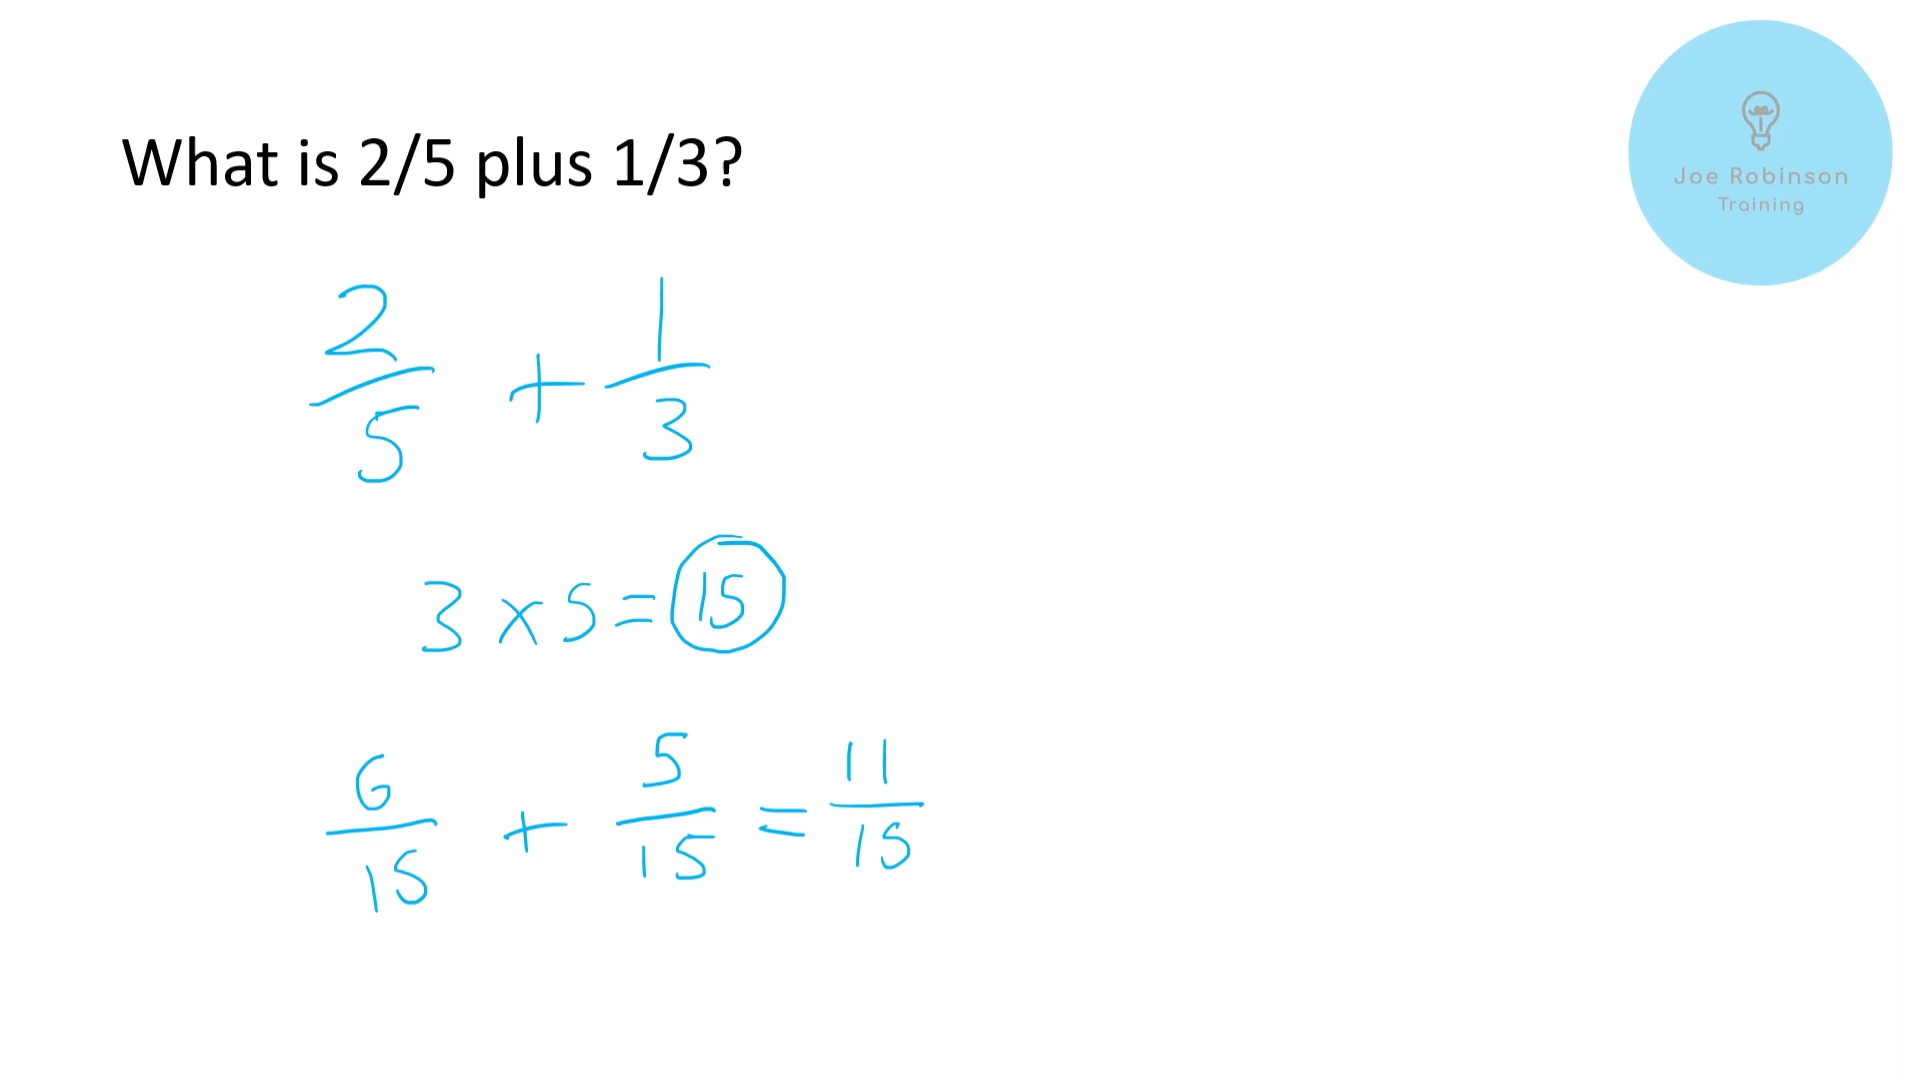 What is 2/5 plus 1/3?
Joe Robinson
Training
2/5 + 1/3
3 x 5 = 15
6/15 + 5/15 = 11/15